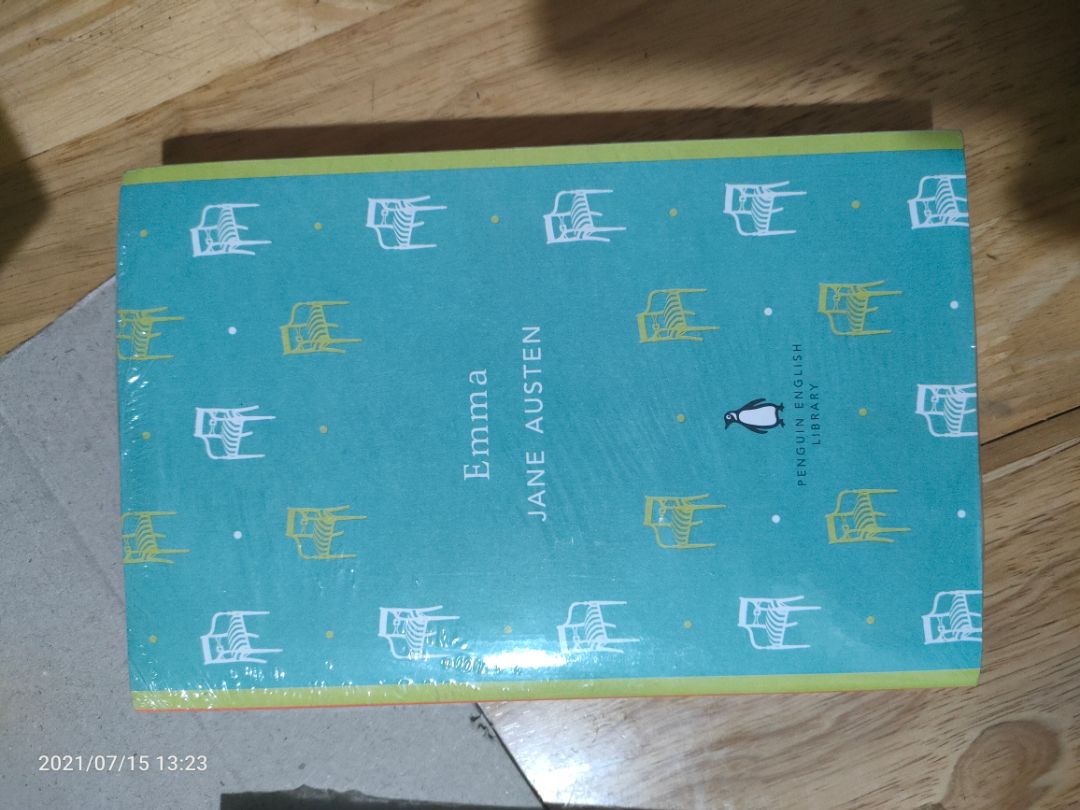 Emma
JANE AUSTEN
PENGUIN ENGLISH
LIBRARY
2021/07/15 13:23